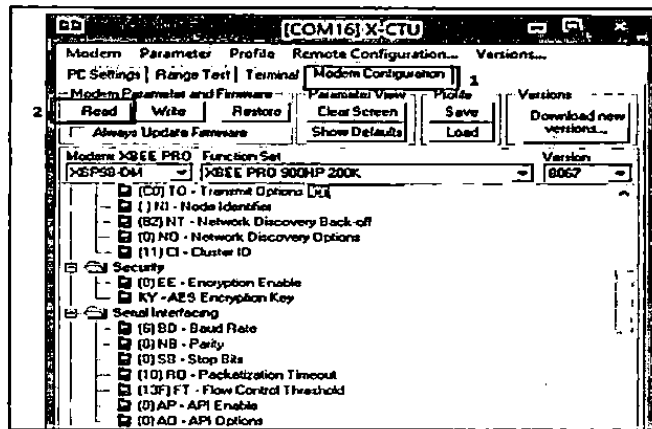 [COM16] X-CTU
Modem Parameter Profile Remote Configuration... Versions...
PC Settings Range Test Terminal Modem Configuration 1
Modem Parameter and Firmware Parameter View Profile Versions
2 Read Write Restore Clear Screen Save Download new
versions...
Always Update Firmware Show Defaults Load
Modem: XBEE PRO Function Set Version
XBP9B-DM XBEE PRO 900HP 200K 8067
(C0) TO - Transmit Options
( ) NI - Node Identifier
(82) NT - Network Discovery Back-off
(0) NO - Network Discovery Options
(11) CI - Cluster ID
Security
(0) EE - Encryption Enable
KY - AES Encryption Key
Serial Interfacing
(6) BD - Baud Rate
(0) NB - Parity
(0) SB - Stop Bits
(10) RO - Packetization Timeout
(13F) FT - Flow Control Threshold
(0) AP - API Enable
(0) AO - API Options